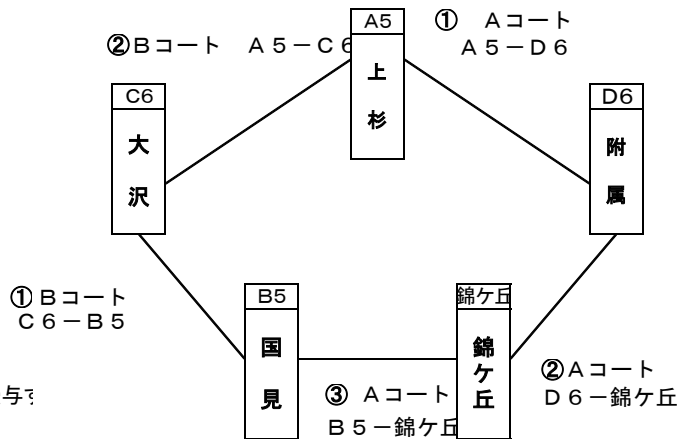 A5
上杉
① Aコート
A5－D6
②Bコート A5－C6
C6
大沢
D6
附属
①Bコート
C6－B5
B5
国見
錦ケ丘
錦ケ丘
②Aコート
D6－錦ケ丘
③ Aコート
B5－錦ケ丘
与す